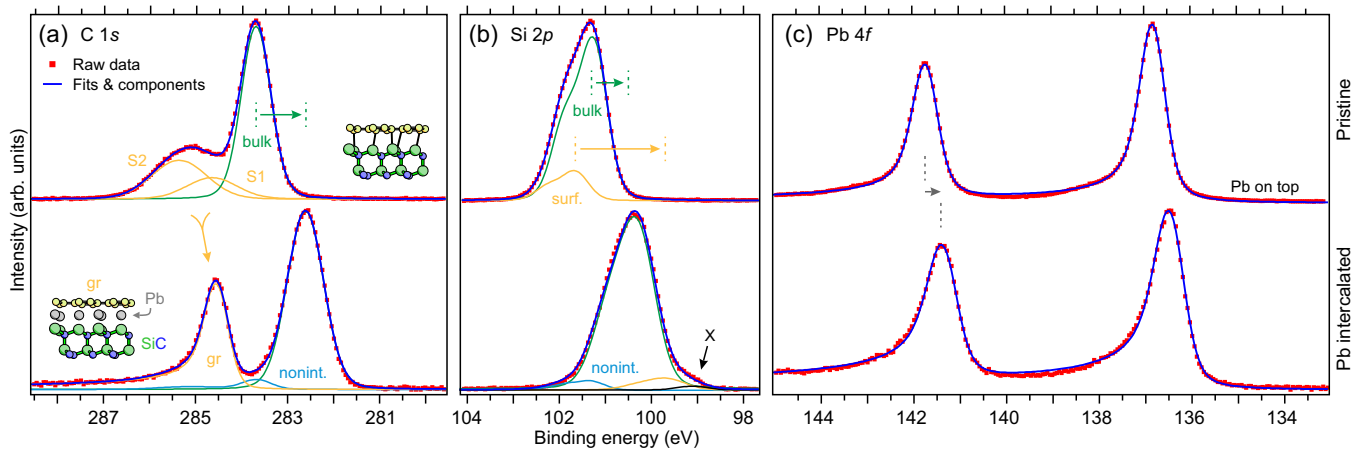 (a) C 1s
Raw data
Fits & components
bulk
S2
S1
gr
Pb
SiC
gr
nonint.
287
285
283
281
Intensity (arb. units)
(b) Si 2p
bulk
surf.
X
nonint.
104
102
100
98
Binding energy (eV)
(c) Pb 4f
Pb on top
144
142
140
138
136
134
Pristine
Pb intercalated